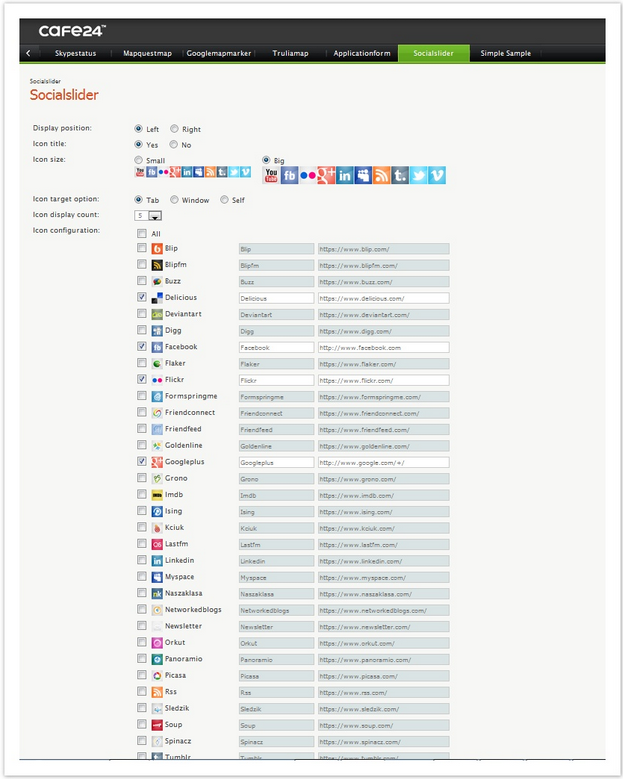 cafe24™
Skypestatus Mapquestmap Googlemapmarker Truliamap Applicationform Socialslider Simple Sample
Socialslider
Socialslider
Display position: Left Right
Icon title: Yes No
Icon size: Small Big
Icon target option: Tab Window Self
Icon display count: 5
Icon configuration: All
Blip Blip https://www.blip.com/
Blipfm Blipfm https://www.blipfm.com/
Buzz Buzz https://www.buzz.com/
Delicious Delicious https://www.delicious.com/
Deviantart Deviantart https://www.deviantart.com/
Digg Digg https://www.digg.com/
Facebook Facebook http://www.facebook.com
Flaker Flaker https://www.flaker.com/
Flickr Flickr https://www.flickr.com/
Formspringme Formspringme https://www.formspringme.com/
Friendconnect Friendconnect https://www.friendconnect.com/
Friendfeed Friendfeed https://www.friendfeed.com/
Goldenline Goldenline https://www.goldenline.com/
Googleplus Googleplus http://www.google.com/+/
Grono Grono https://www.grono.com/
Imdb Imdb https://www.imdb.com/
Ising Ising https://www.ising.com/
Kciuk Kciuk https://www.kciuk.com/
Lastfm Lastfm https://www.lastfm.com/
Linkedin Linkedin https://www.linkedin.com/
Myspace Myspace https://www.myspace.com/
Naszaklasa Naszaklasa https://www.naszaklasa.com/
Networkedblogs Networkedblogs https://www.networkedblogs.com/
Newsletter Newsletter https://www.newsletter.com/
Orkut Orkut https://www.orkut.com/
Panoramio Panoramio https://www.panoramio.com/
Picasa Picasa https://www.picasa.com/
Rss Rss https://www.rss.com/
Sledzik Sledzik https://www.sledzik.com/
Soup Soup https://www.soup.com/
Spinacz Spinacz https://www.spinacz.com/
Tumblr Tumblr https://www.tumblr.com/